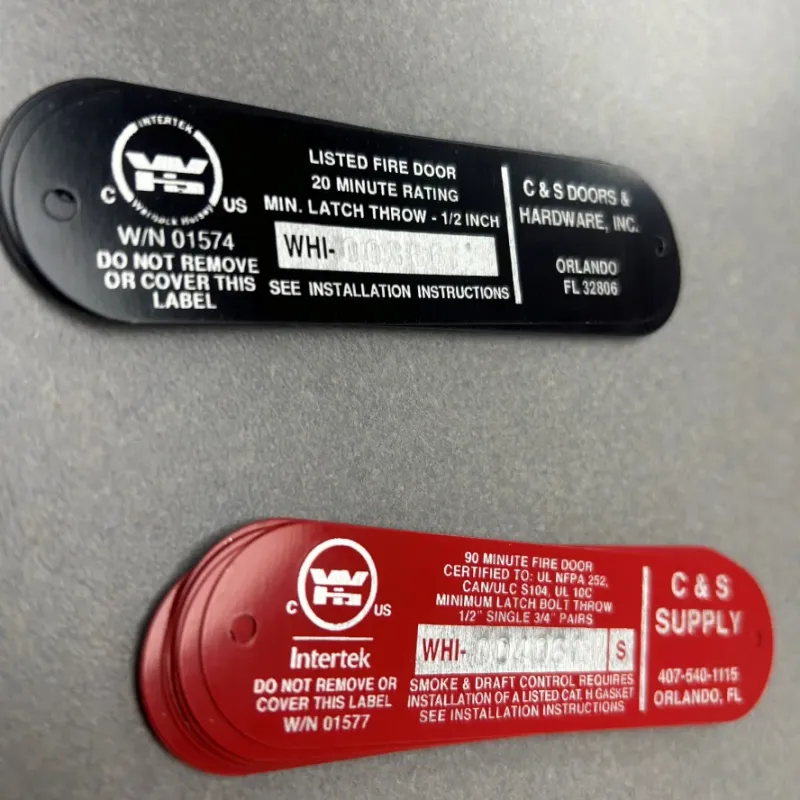 INTERTEK
Warnock Hersey
C US
W/N 01574
DO NOT REMOVE
OR COVER THIS
LABEL
LISTED FIRE DOOR
20 MINUTE RATING
MIN. LATCH THROW - 1/2 INCH
WHI-
SEE INSTALLATION INSTRUCTIONS
C & S DOORS &
HARDWARE, INC.
ORLANDO
FL 32806
C US
Intertek
DO NOT REMOVE OR
COVER THIS LABEL
W/N 01577
90 MINUTE FIRE DOOR
CERTIFIED TO: UL NFPA 252,
CAN/ULC S104, UL 10C
MINIMUM LATCH BOLT THROW
1/2" SINGLE 3/4" PAIRS
WHI- S
SMOKE & DRAFT CONTROL REQUIRES
INSTALLATION OF A LISTED CAT. H GASKET
SEE INSTALLATION INSTRUCTIONS
C & S
SUPPLY
407-540-1115
ORLANDO, FL